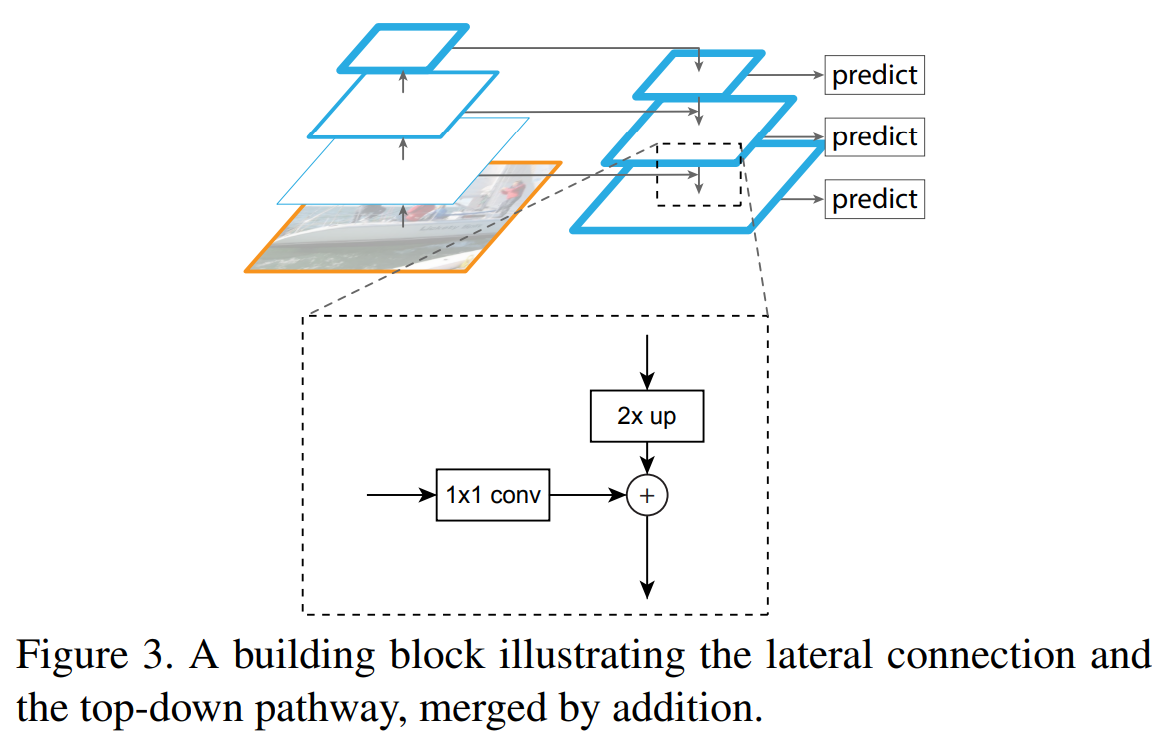 predict
predict
predict
2x up
1x1 conv
+
Figure 3. A building block illustrating the lateral connection and
the top-down pathway, merged by addition.